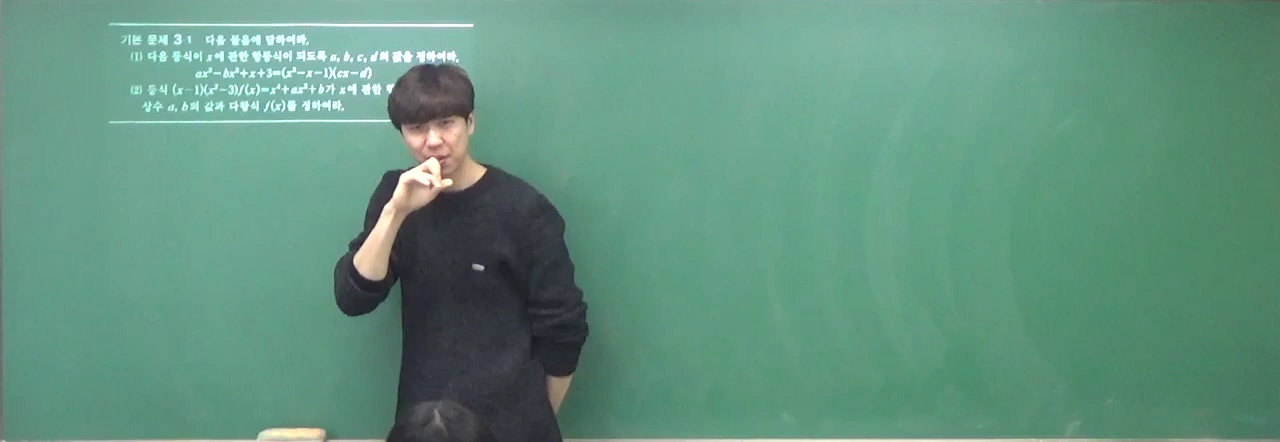 기본 문제 3·1 다음 물음에 답하여라.
(1) 다음 등식이 x에 관한 항등식이 되도록 a, b, c, d의 값을 정하여라.
ax³-bx²+x+3=(x²-x-1)(cx-d)
(2) 등식 (x-1)(x²-3)f(x)=x⁴+ax²+b가 x에 관한
상수 a, b의 값과 다항식 f(x)를 정하여라.